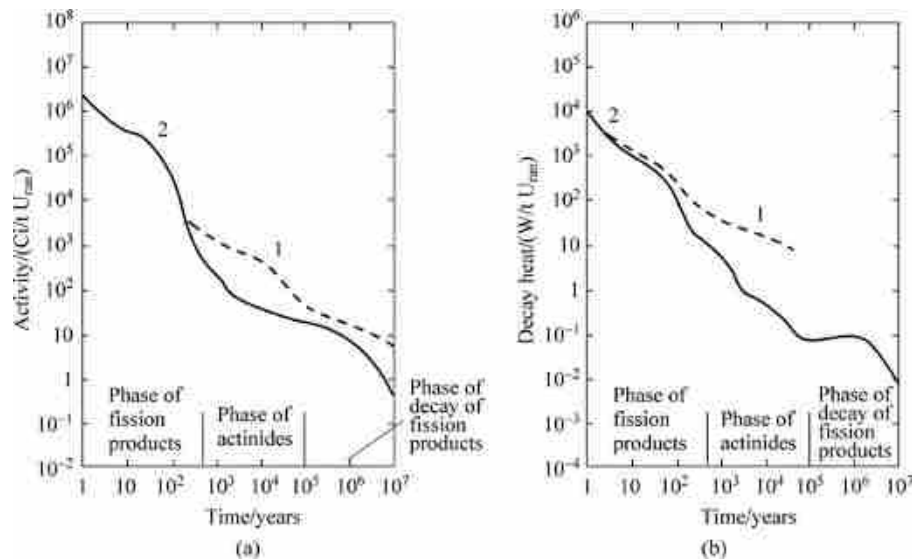 (a)
10⁸
10⁷
10⁶
10⁵
10⁴
10³
10²
10
1
10⁻¹
10⁻²
Activity/(Ci/t Uran)
2
1
Phase of
fission
products
Phase of
actinides
Phase of
decay of
fission
products
1 10 10² 10³ 10⁴ 10⁵ 10⁶ 10⁷
Time/years
(a)
(b)
10⁶
10⁵
10⁴
10³
10²
10
1
10⁻¹
10⁻²
10⁻³
10⁻⁴
Decay heat/(W/t Uran)
2
1
Phase of
fission
products
Phase of
actinides
Phase of
decay of
fission
products
1 10 10² 10³ 10⁴ 10⁵ 10⁶ 10⁷
Time/years
(b)